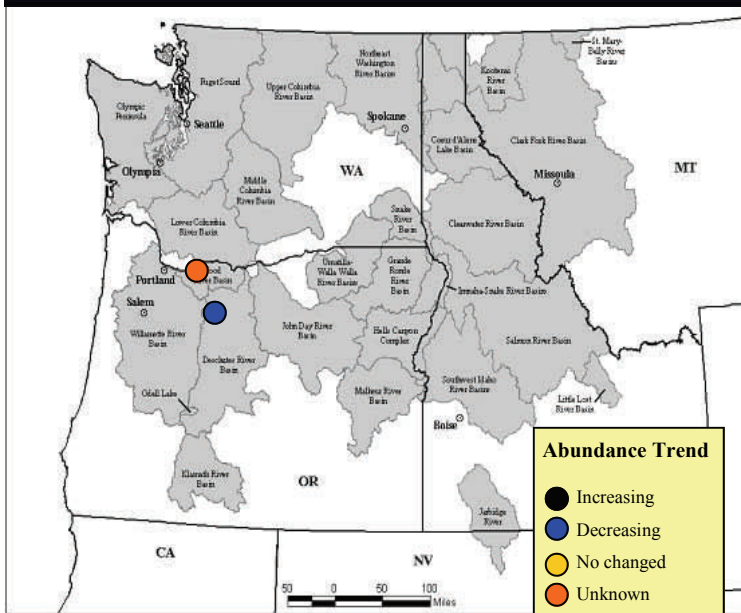 Northeast
Washington
River Basin
Kootenai
River
Basin
St. Mary-
Belly River
Basin
Puget Sound
Upper Columbia
River Basin
Olympic
Peninsula
Seattle
Spokane
Coeur d'Alene
Lake Basin
Clark Fork River Basin
Olympia
WA
Missoula
MT
Middle
Columbia
River Basin
Lower Columbia
River Basin
Snake
River
Basin
Clearwater River Basin
Portland
Umatilla-
Walla Walla
River Basin
Grande
Ronde
River
Basin
Imnaha-Snake River Basins
Salem
Willamette River
Basin
John Day River
Basin
Hells Canyon
Complex
Salmon River Basin
Deschutes River
Basin
Odell Lake
Malheur River
Basin
Southwest Idaho
River Basins
Little Lost
River Basin
Boise
Klamath River
Basin
OR
Jarbidge
River
CA
NV
50 0 50 100
Miles
Abundance Trend
Increasing
Decreasing
No changed
Unknown